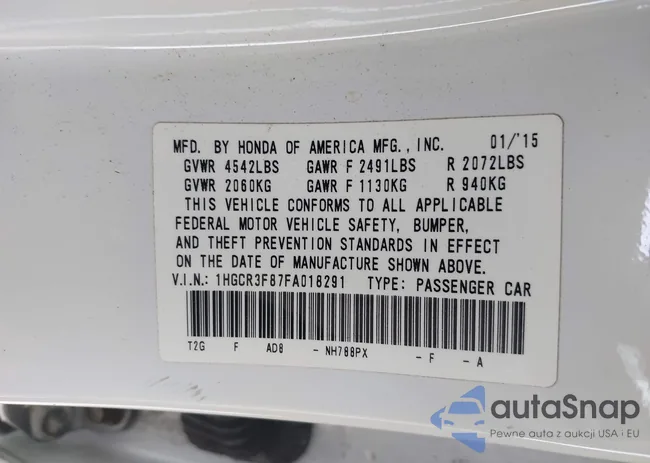 MFD. BY HONDA OF AMERICA MFG., INC. 01/'15
GVWR 4542LBS GAWR F 2491LBS R 2072LBS
GVWR 2060KG GAWR F 1130KG R 940KG
THIS VEHICLE CONFORMS TO ALL APPLICABLE
FEDERAL MOTOR VEHICLE SAFETY, BUMPER,
AND THEFT PREVENTION STANDARDS IN EFFECT
ON THE DATE OF MANUFACTURE SHOWN ABOVE.
V.I.N.: 1HGCR3F87FA018291 TYPE: PASSENGER CAR
T2G F AD8 - NH788PX - F - A
autaSnap
Pewne auta z aukcji USA i EU